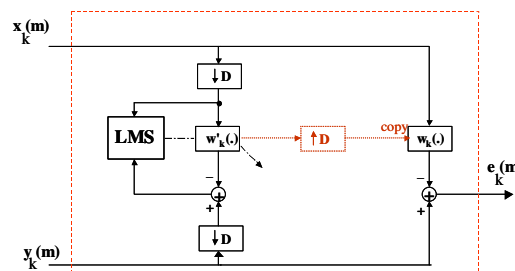 x_k(m)
↓D
LMS
w'_k(.)
↑D
copy
w_k(.)
−
−
+
+
+
+
e_k(m
↓D
y_k(m)